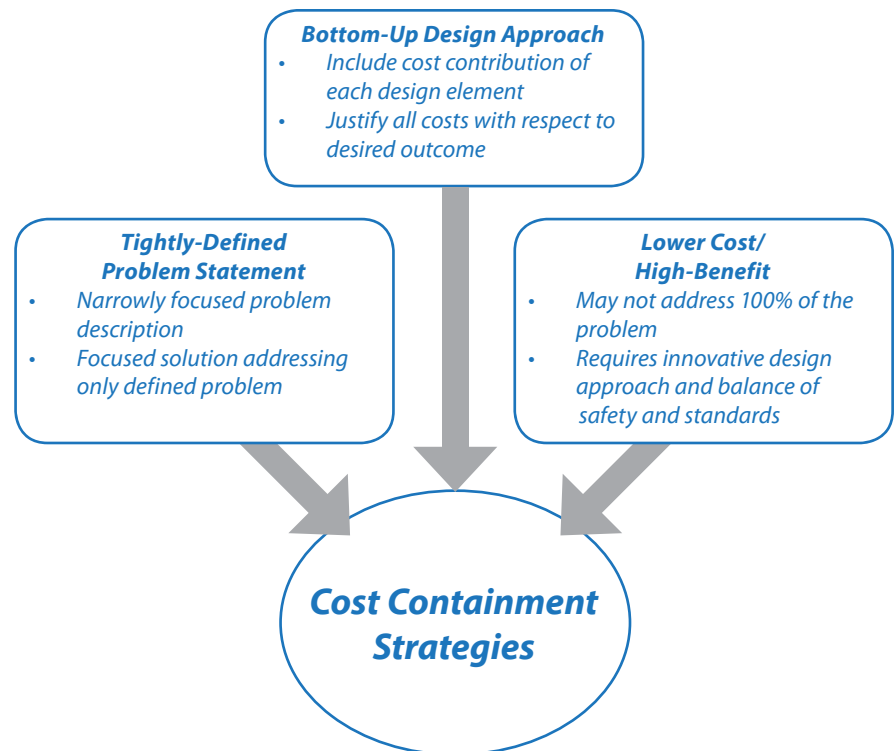 Bottom-Up Design Approach
• Include cost contribution of
each design element
• Justify all costs with respect to
desired outcome
Tightly-Defined
Problem Statement
• Narrowly focused problem
description
• Focused solution addressing
only defined problem
Lower Cost/
High-Benefit
• May not address 100% of the
problem
• Requires innovative design
approach and balance of
safety and standards
Cost Containment
Strategies